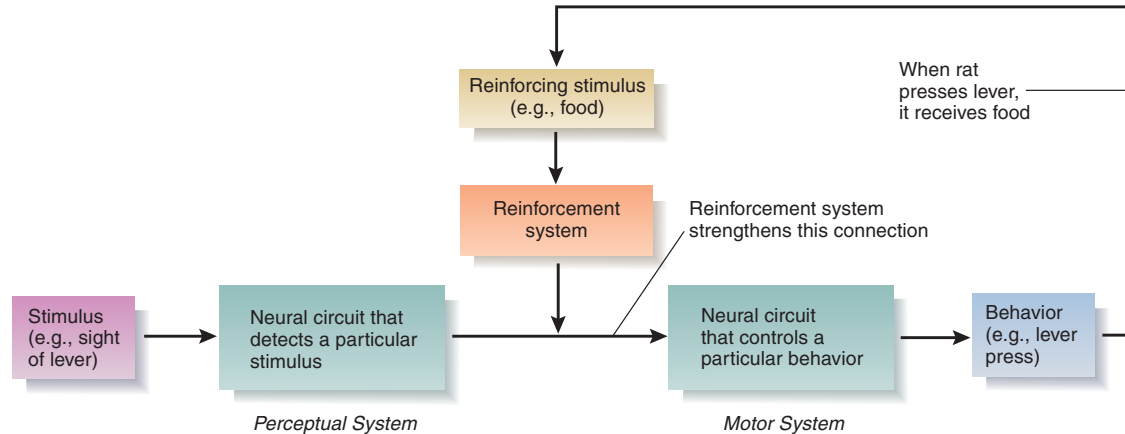 Reinforcing stimulus
(e.g., food)
When rat
presses lever,
it receives food
Reinforcement
system
Reinforcement system
strengthens this connection
Stimulus
(e.g., sight
of lever)
Neural circuit that
detects a particular
stimulus
Neural circuit
that controls a
particular behavior
Behavior
(e.g., lever
press)
Perceptual System
Motor System